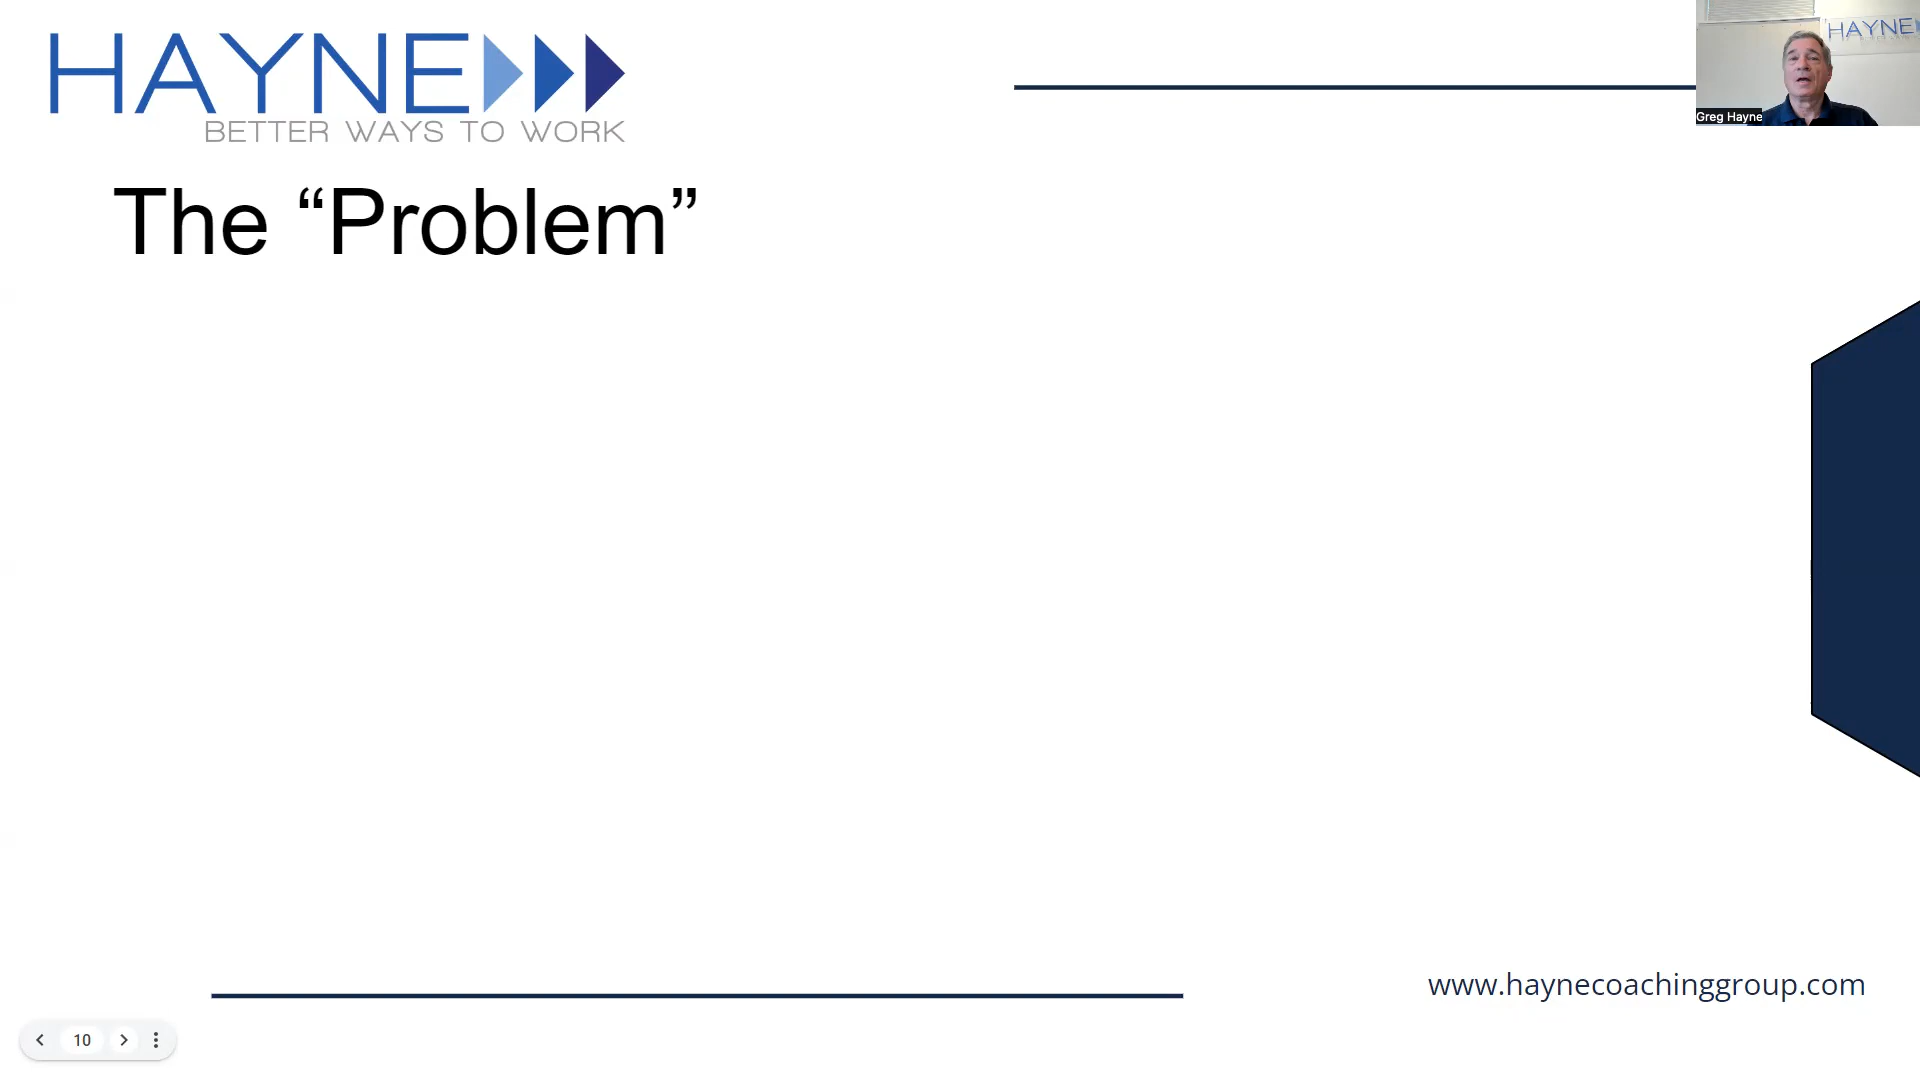 HAYNE
BETTER WAYS TO WORK
HAYNE
Greg Hayne
The “Problem”
www.haynecoachinggroup.com
10